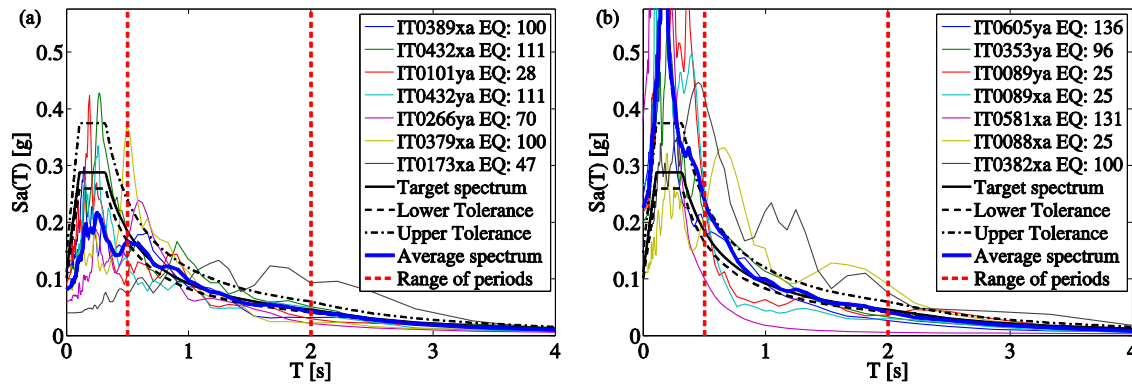 (a)
Sa(T) [g]
0.5
0.4
0.3
0.2
0.1
0
0 1 2 3 4
T [s]
IT0389xa EQ: 100
IT0432xa EQ: 111
IT0101ya EQ: 28
IT0432ya EQ: 111
IT0266ya EQ: 70
IT0379xa EQ: 100
IT0173xa EQ: 47
Target spectrum
Lower Tolerance
Upper Tolerance
Average spectrum
Range of periods
(b)
Sa(T) [g]
0.5
0.4
0.3
0.2
0.1
0
0 1 2 3 4
T [s]
IT0605ya EQ: 136
IT0353ya EQ: 96
IT0089ya EQ: 25
IT0089xa EQ: 25
IT0581xa EQ: 131
IT0088xa EQ: 25
IT0382xa EQ: 100
Target spectrum
Lower Tolerance
Upper Tolerance
Average spectrum
Range of periods